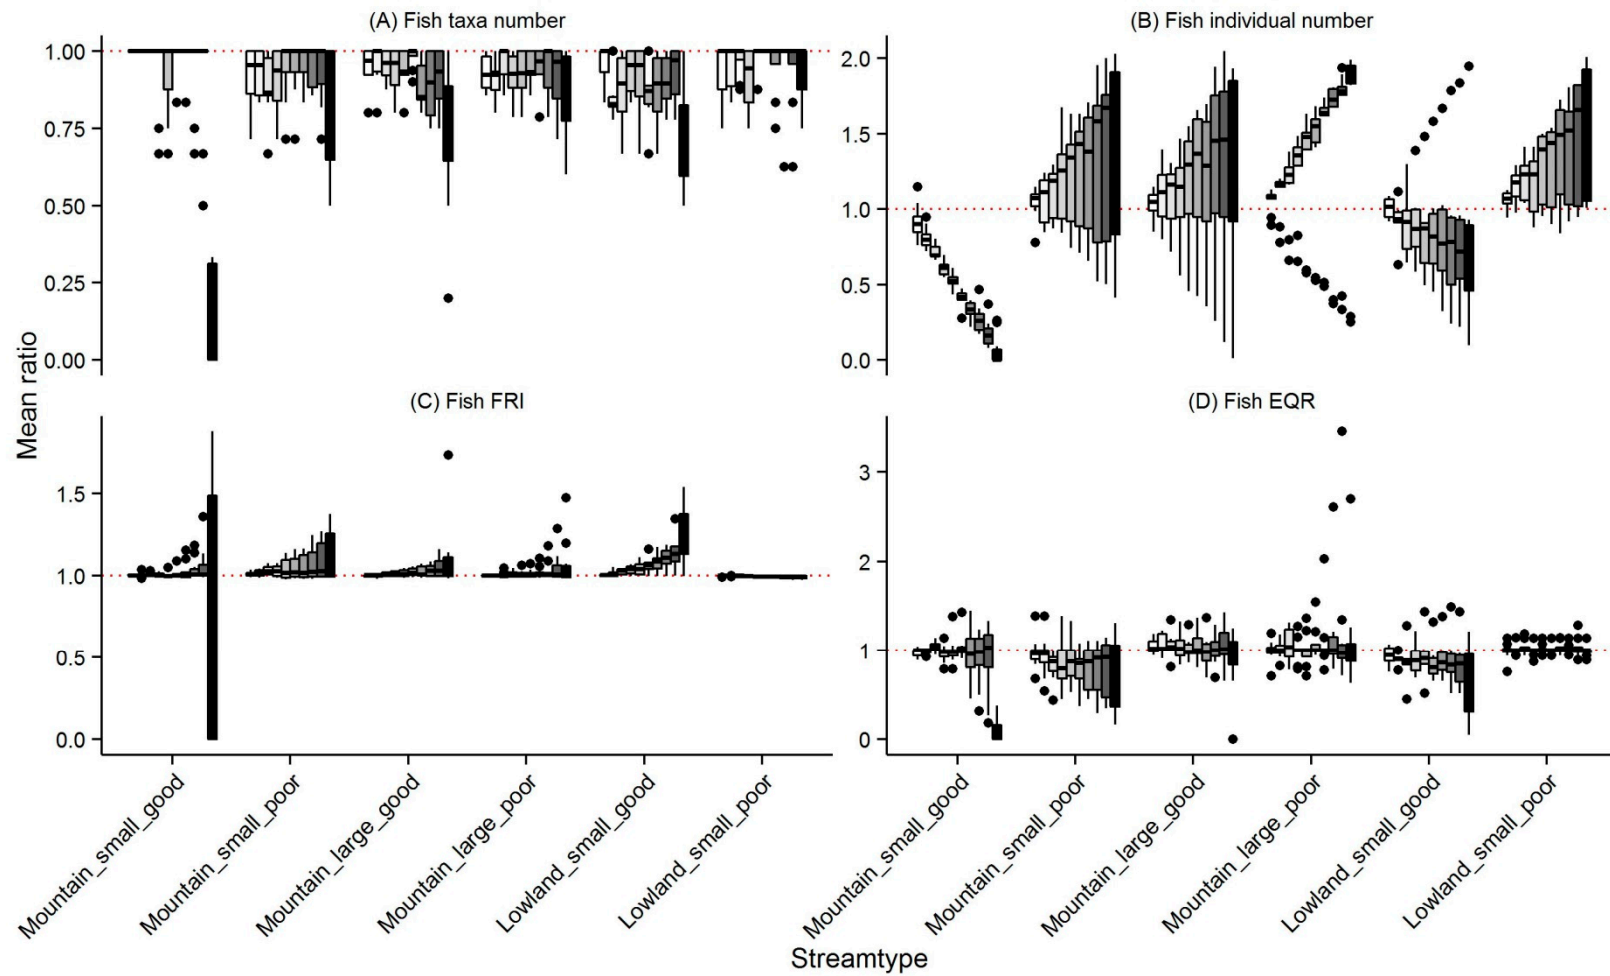 (A) Fish taxa number
(B) Fish individual number
1.00
0.75
0.50
0.25
0.00
2.0
1.5
1.0
0.5
0.0
Mean ratio
(C) Fish FRI
(D) Fish EQR
1.5
1.0
0.5
0.0
3
2
1
0
Mountain_small_good
Mountain_small_poor
Mountain_large_good
Mountain_large_poor
Lowland_small_good
Lowland_small_poor
Mountain_small_good
Mountain_small_poor
Mountain_large_good
Mountain_large_poor
Lowland_small_good
Lowland_small_poor
Streamtype